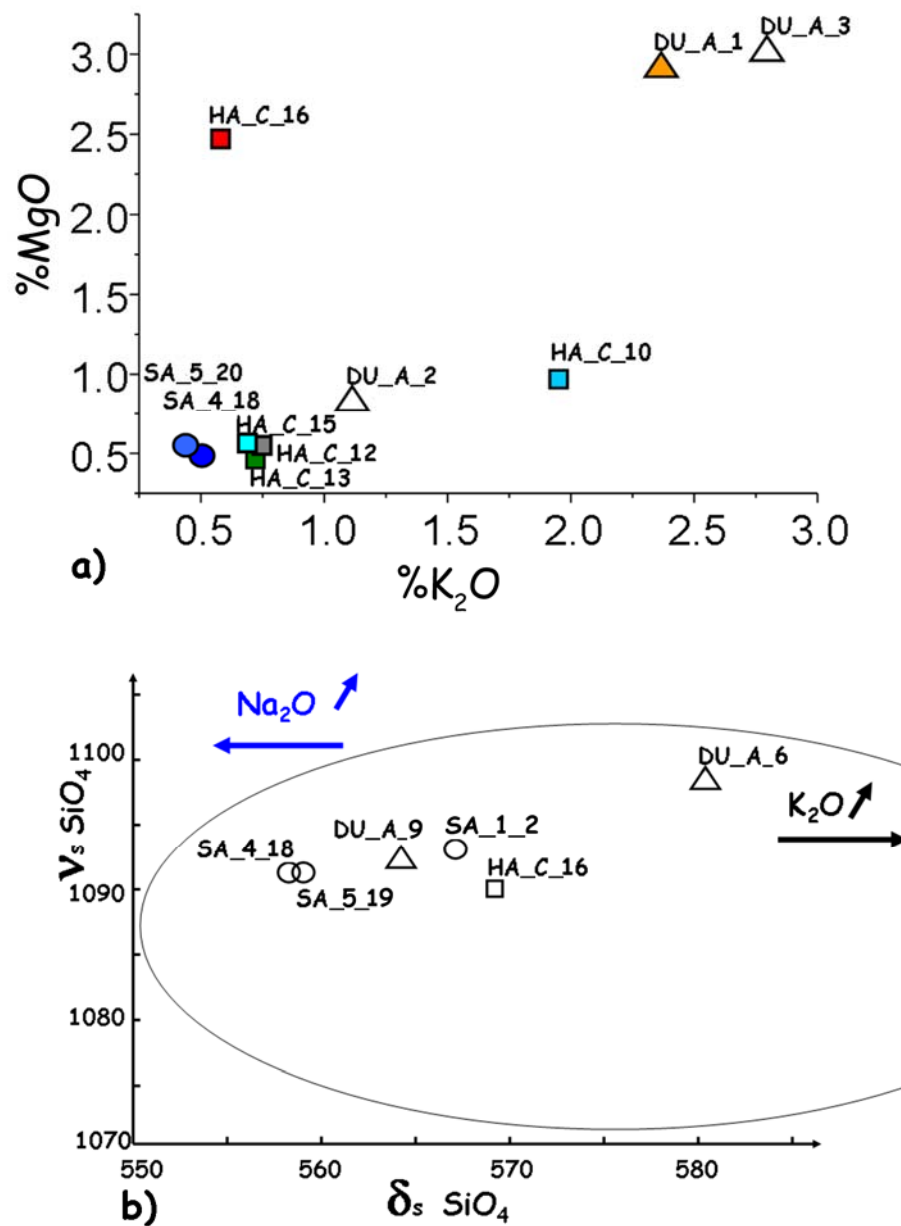 3.0
2.5
2.0
1.5
1.0
0.5
%MgO
DU_A_1
DU_A_3
HA_C_16
HA_C_10
SA_5_20
DU_A_2
SA_4_18
HA_C_15
HA_C_12
HA_C_13
0.5 1.0 1.5 2.0 2.5 3.0
a)
%K₂O
Na₂O
1100
1090
1080
1070
νs SiO₄
DU_A_6
K₂O
DU_A_9
SA_1_2
SA_4_18
HA_C_16
SA_5_19
550 560 570 580
b)
δs SiO₄